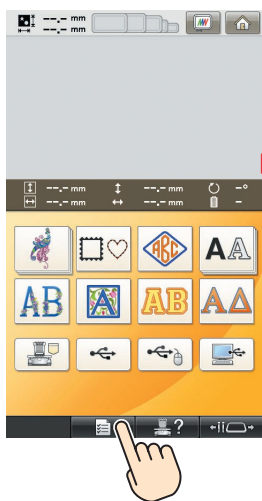 --.- mm
--.- mm
--.- mm --.- mm --°
--.- mm --.- mm -
ABC
AA
AB
A
AB
AΔ
?